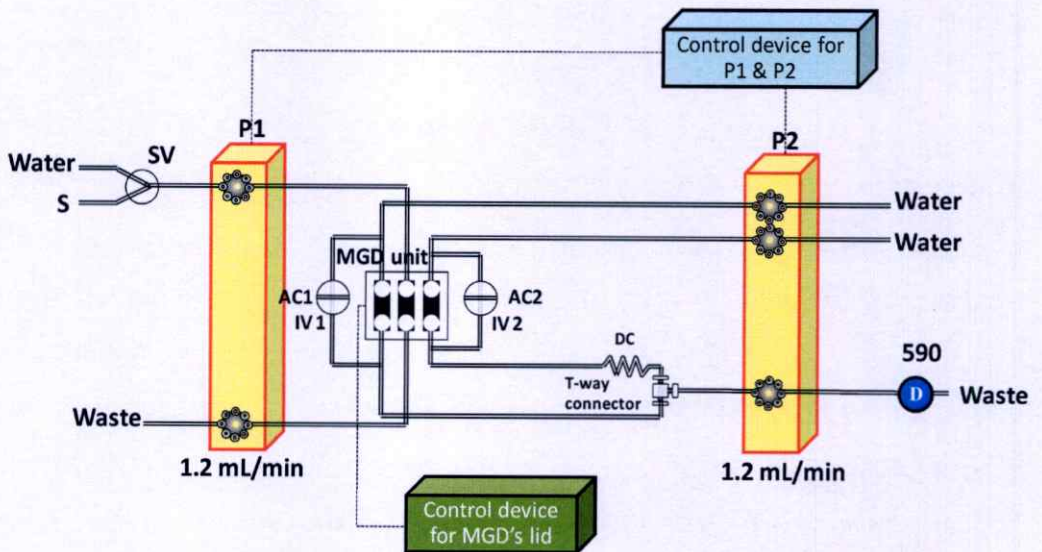 Control device for
P1 & P2
P1
P2
Water
SV
S
Water
Water
MGD unit
AC1
IV 1
AC2
IV 2
DC
590
T-way
connector
D
Waste
Waste
1.2 mL/min
1.2 mL/min
Control device
for MGD's lid